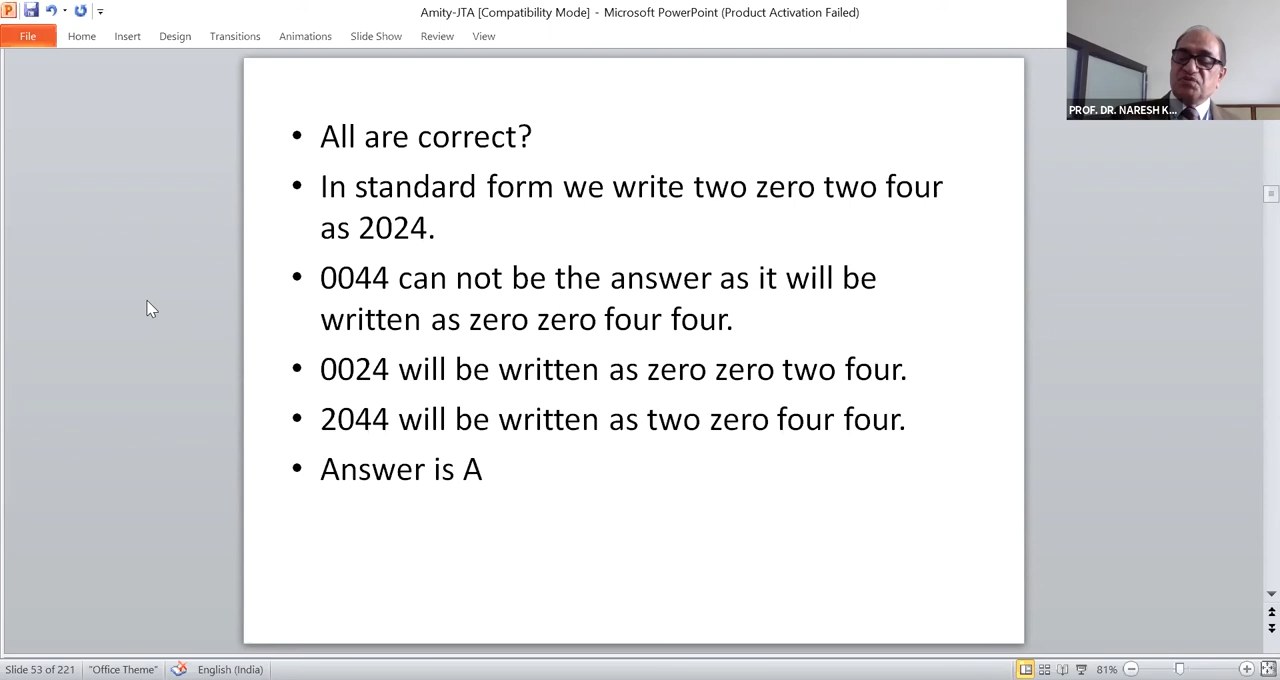 Amity-JTA [Compatibility Mode] - Microsoft PowerPoint (Product Activation Failed)
File Home Insert Design Transitions Animations Slide Show Review View
PROF. DR. NARESH K...
• All are correct?
• In standard form we write two zero two four
as 2024.
• 0044 can not be the answer as it will be
written as zero zero four four.
• 0024 will be written as zero zero two four.
• 2044 will be written as two zero four four.
• Answer is A
Slide 53 of 221 "Office Theme" English (India) 81%